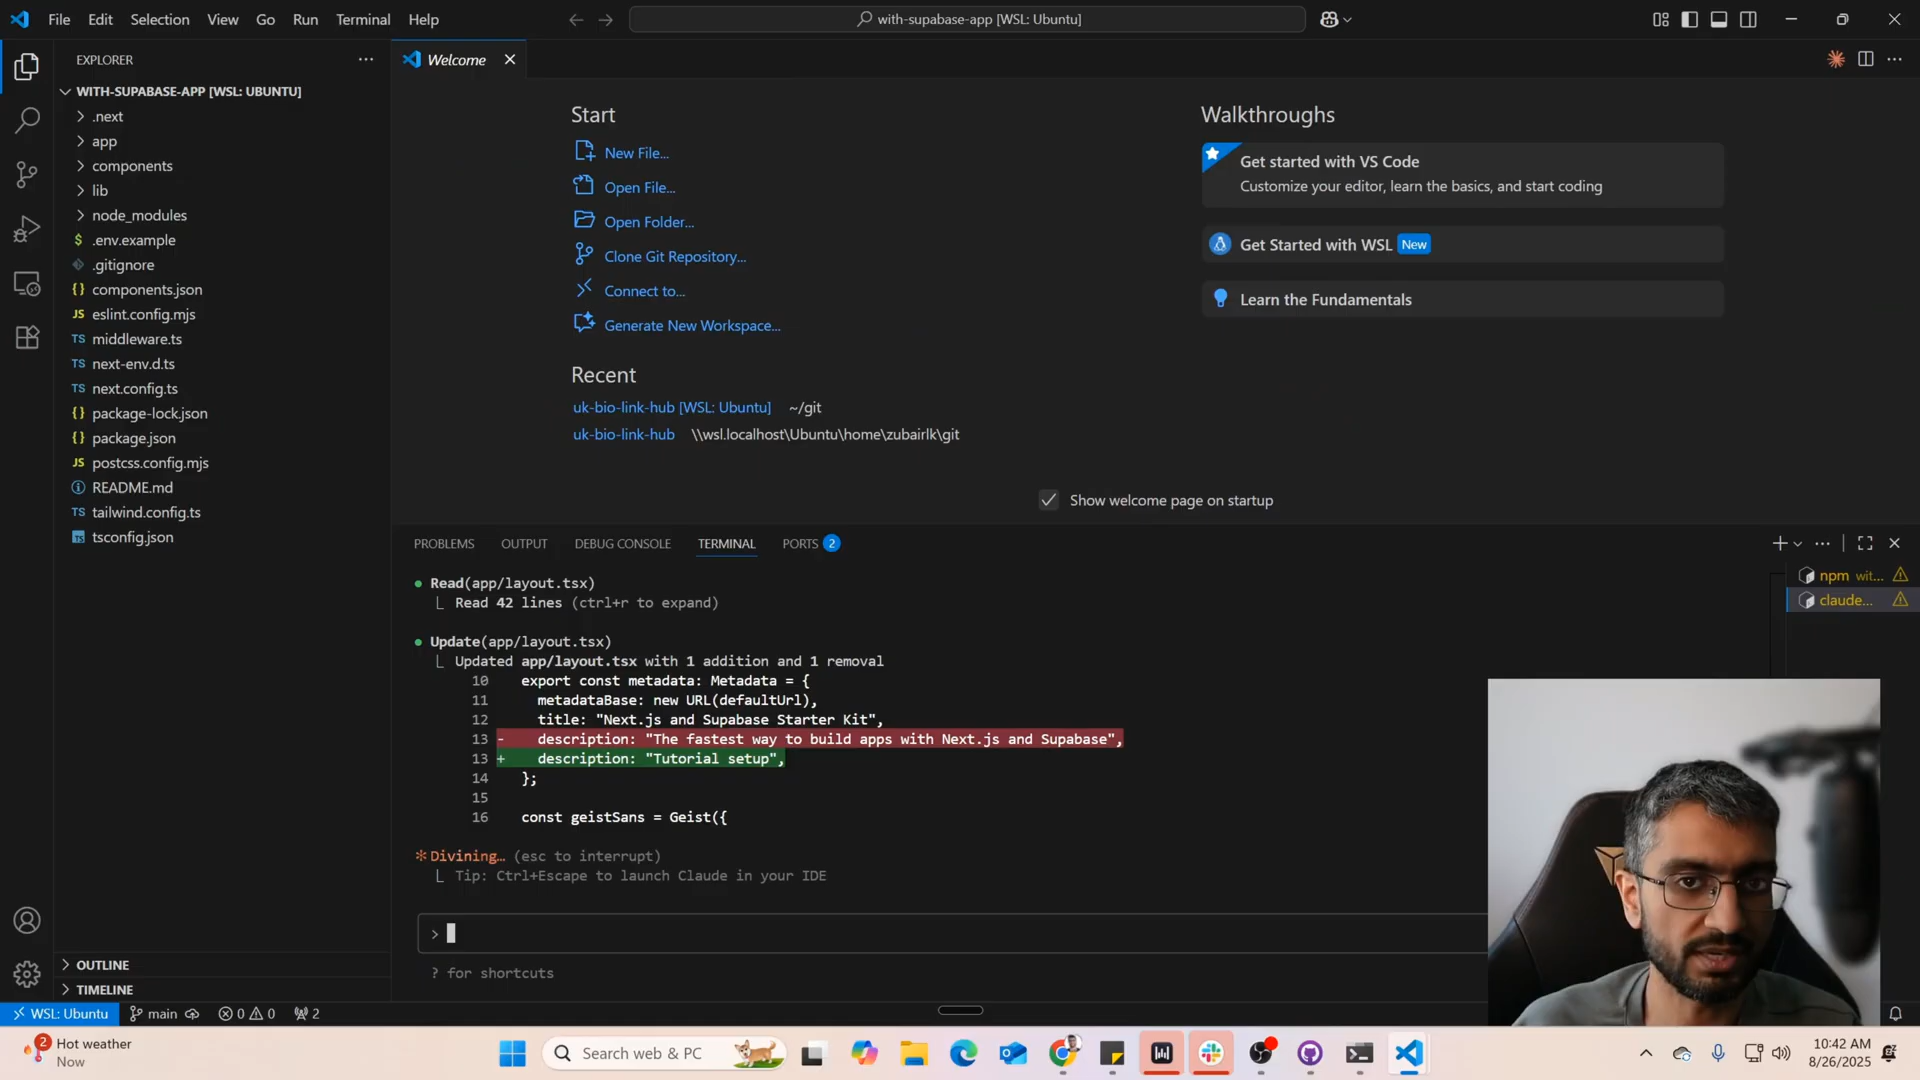 File Edit Selection View Go Run Terminal Help
with-supabase-app [WSL: Ubuntu]
EXPLORER
WITH-SUPABASE-APP [WSL: UBUNTU]
.next
app
components
lib
node_modules
$ .env.example
.gitignore
{} components.json
JS eslint.config.mjs
TS middleware.ts
TS next-env.d.ts
TS next.config.ts
{} package-lock.json
{} package.json
JS postcss.config.mjs
README.md
TS tailwind.config.ts
tsconfig.json
OUTLINE
TIMELINE
Welcome
Start
New File...
Open File...
Open Folder...
Clone Git Repository...
Connect to...
Generate New Workspace...
Recent
uk-bio-link-hub [WSL: Ubuntu] ~/git
uk-bio-link-hub \\wsl.localhost\Ubuntu\home\zubairlk\git
Walkthroughs
Get started with VS Code
Customize your editor, learn the basics, and start coding
Get Started with WSL New
Learn the Fundamentals
Show welcome page on startup
PROBLEMS OUTPUT DEBUG CONSOLE TERMINAL PORTS 2
npm wit...
claude...
Read(app/layout.tsx)
Read 42 lines (ctrl+r to expand)
Update(app/layout.tsx)
Updated app/layout.tsx with 1 addition and 1 removal
10 export const metadata: Metadata = {
11 metadataBase: new URL(defaultUrl),
12 title: "Next.js and Supabase Starter Kit",
13 - description: "The fastest way to build apps with Next.js and Supabase",
13 + description: "Tutorial setup",
14 };
15
16 const geistSans = Geist({
Divining… (esc to interrupt)
Tip: Ctrl+Escape to launch Claude in your IDE
>
? for shortcuts
WSL: Ubuntu main 0 0 2
2 Hot weather
Now
Search web & PC
10:42 AM
8/26/2025